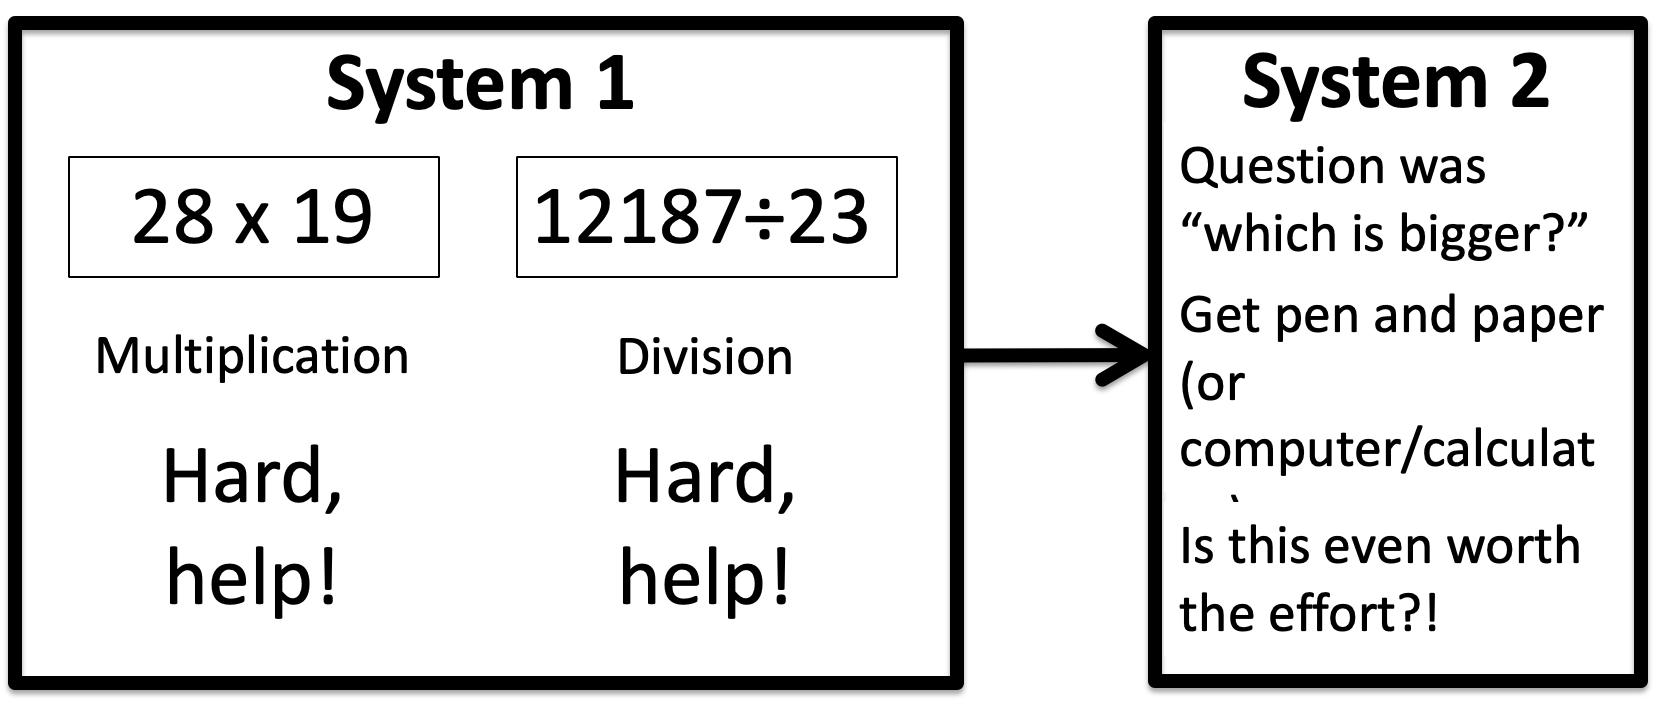 System 1
28 x 19
12187÷23
Multiplication
Division
Hard,
help!
Hard,
help!
System 2
Question was
“which is bigger?”
Get pen and paper
(or
computer/calculat
Is this even worth
the effort?!